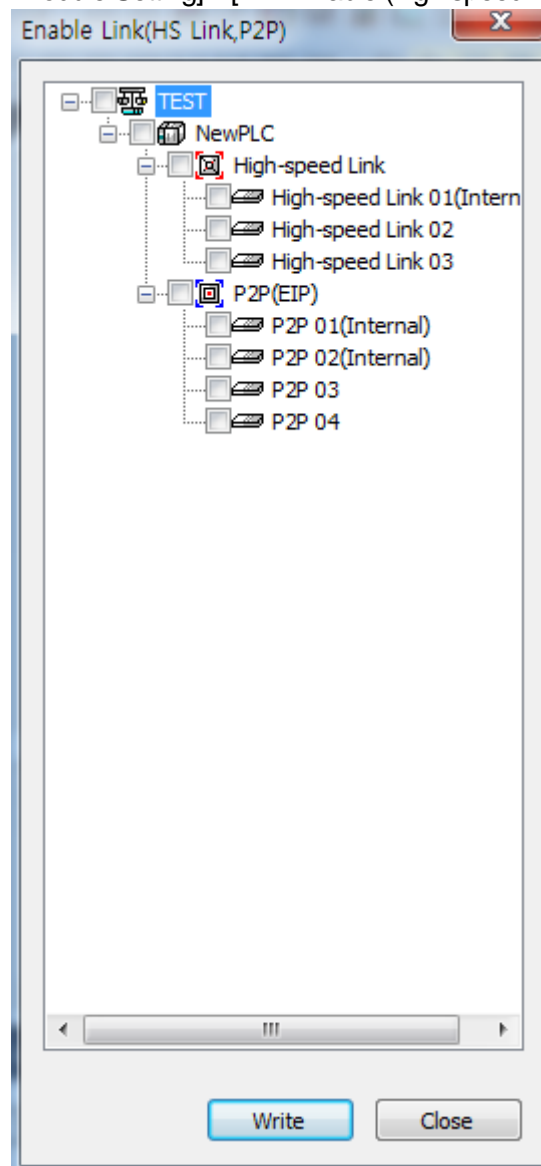 Enable Link(HS Link,P2P)
TEST
NewPLC
High-speed Link
High-speed Link 01(Intern
High-speed Link 02
High-speed Link 03
P2P(EIP)
P2P 01(Internal)
P2P 02(Internal)
P2P 03
P2P 04
Write
Close